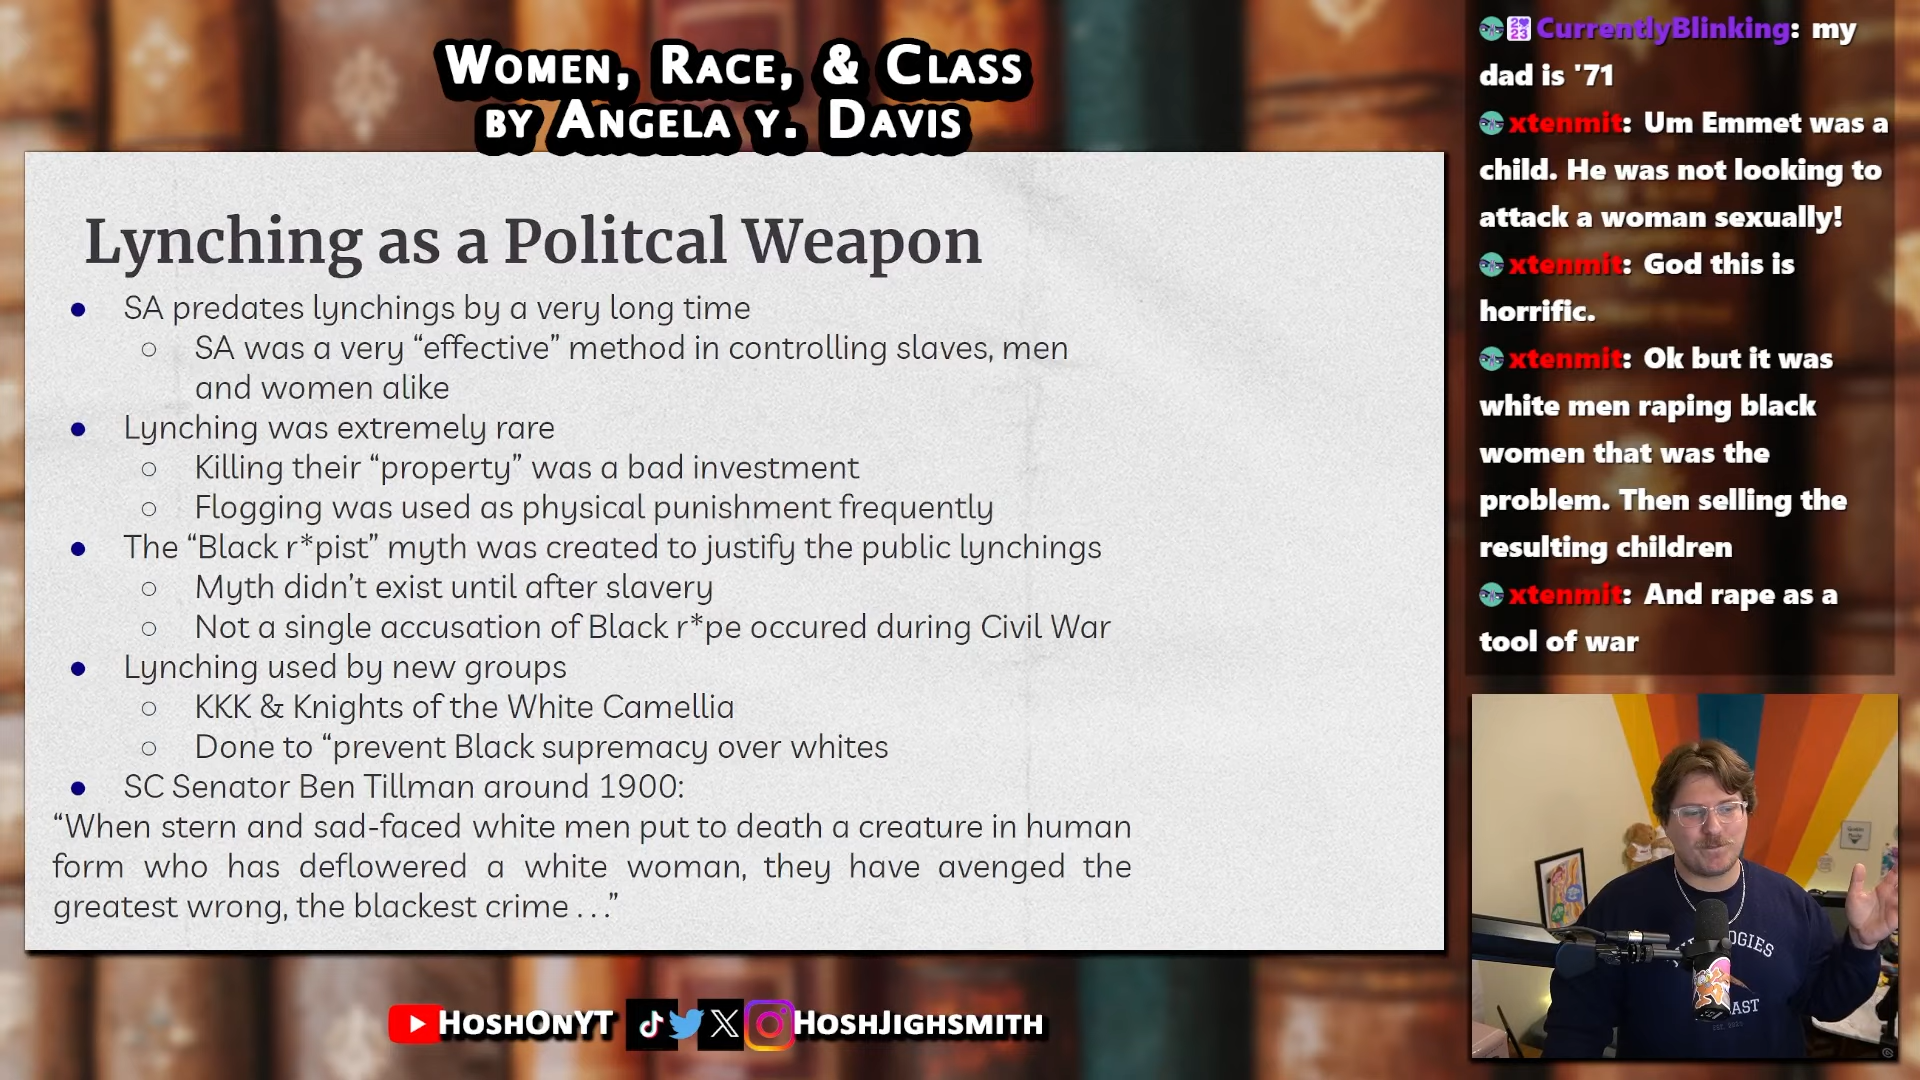 WOMEN, RACE, & CLASS
BY ANGELA Y. DAVIS
Lynching as a Politcal Weapon
● SA predates lynchings by a very long time
○ SA was a very “effective” method in controlling slaves, men
and women alike
● Lynching was extremely rare
○ Killing their “property” was a bad investment
○ Flogging was used as physical punishment frequently
● The “Black r*pist” myth was created to justify the public lynchings
○ Myth didn’t exist until after slavery
○ Not a single accusation of Black r*pe occured during Civil War
● Lynching used by new groups
○ KKK & Knights of the White Camellia
○ Done to “prevent Black supremacy over whites
● SC Senator Ben Tillman around 1900:
“When stern and sad-faced white men put to death a creature in human
form who has deflowered a white woman, they have avenged the
greatest wrong, the blackest crime . . .”
HOSHONYT
HOSHJIGHSMITH
CurrentlyBlinking: my
dad is '71
xtenmit: Um Emmet was a
child. He was not looking to
attack a woman sexually!
xtenmit: God this is
horrific.
xtenmit: Ok but it was
white men raping black
women that was the
problem. Then selling the
resulting children
xtenmit: And rape as a
tool of war